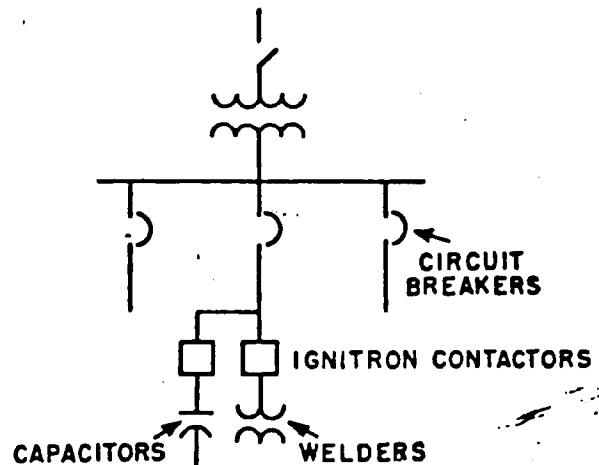 CIRCUIT
BREAKERS
IGNITRON CONTACTORS
CAPACITORS
WELDERS